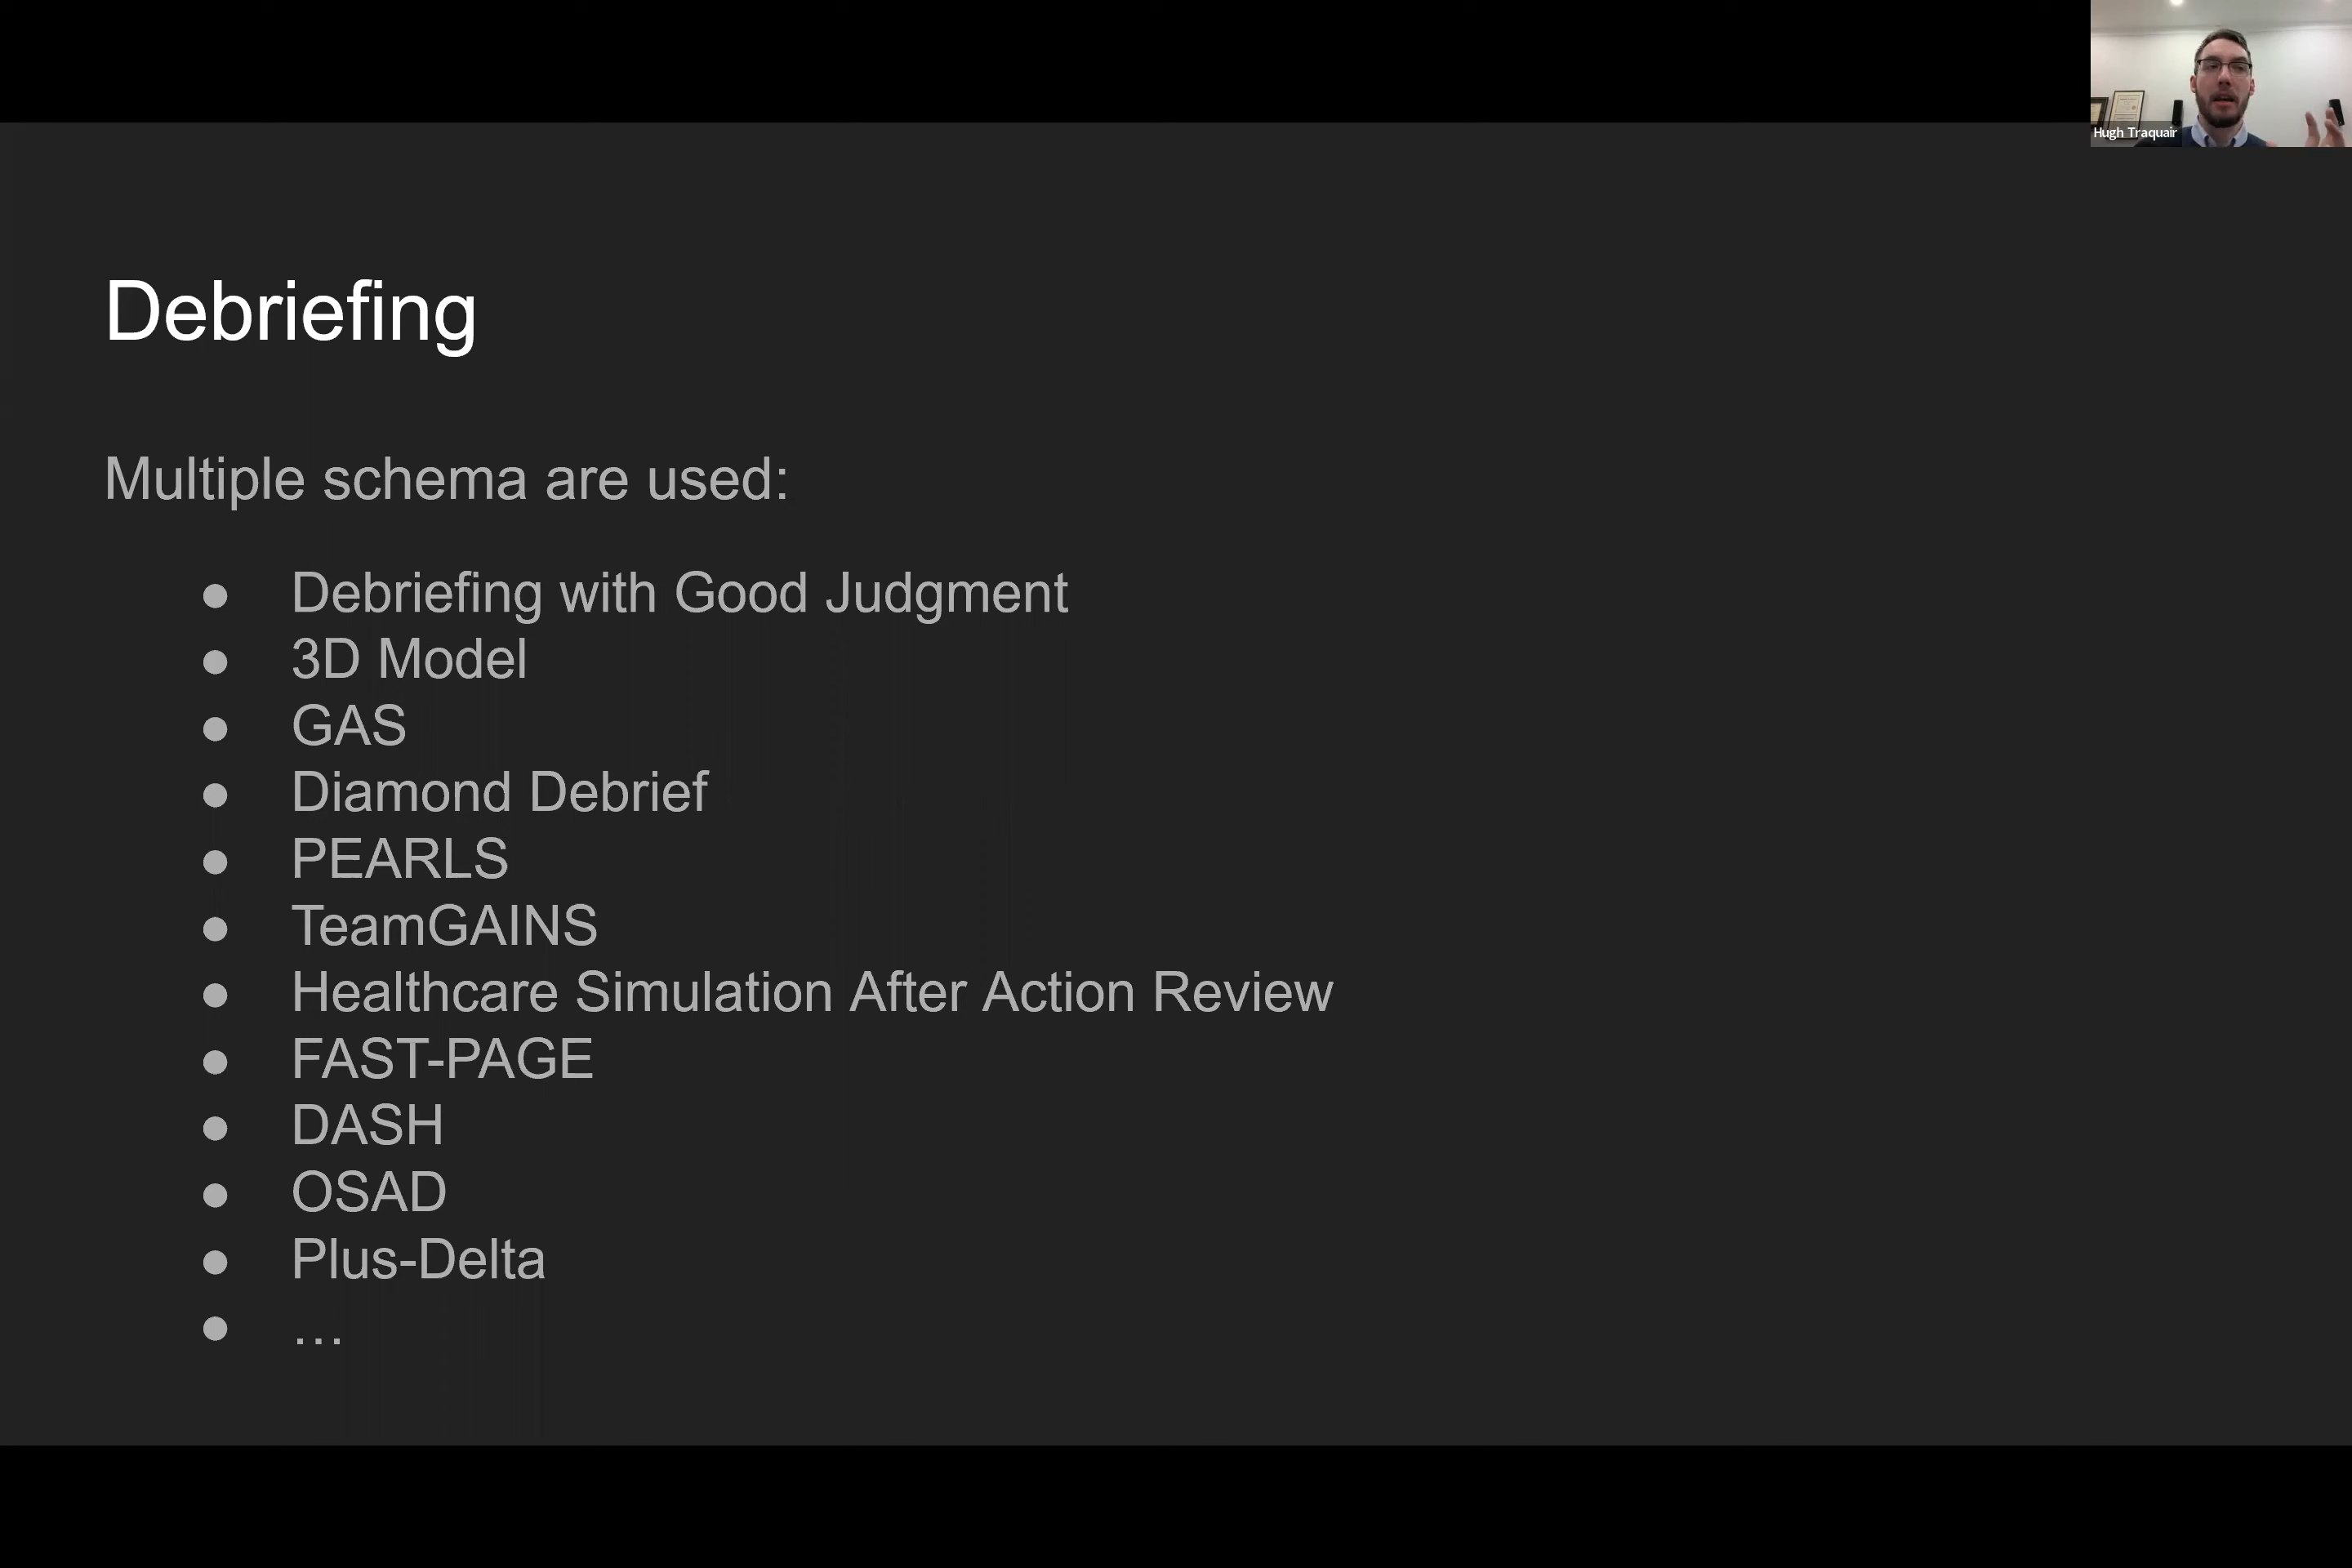 Hugh Traquair
Debriefing
Multiple schema are used:
● Debriefing with Good Judgment
● 3D Model
● GAS
● Diamond Debrief
● PEARLS
● TeamGAINS
● Healthcare Simulation After Action Review
● FAST-PAGE
● DASH
● OSAD
● Plus-Delta
● …